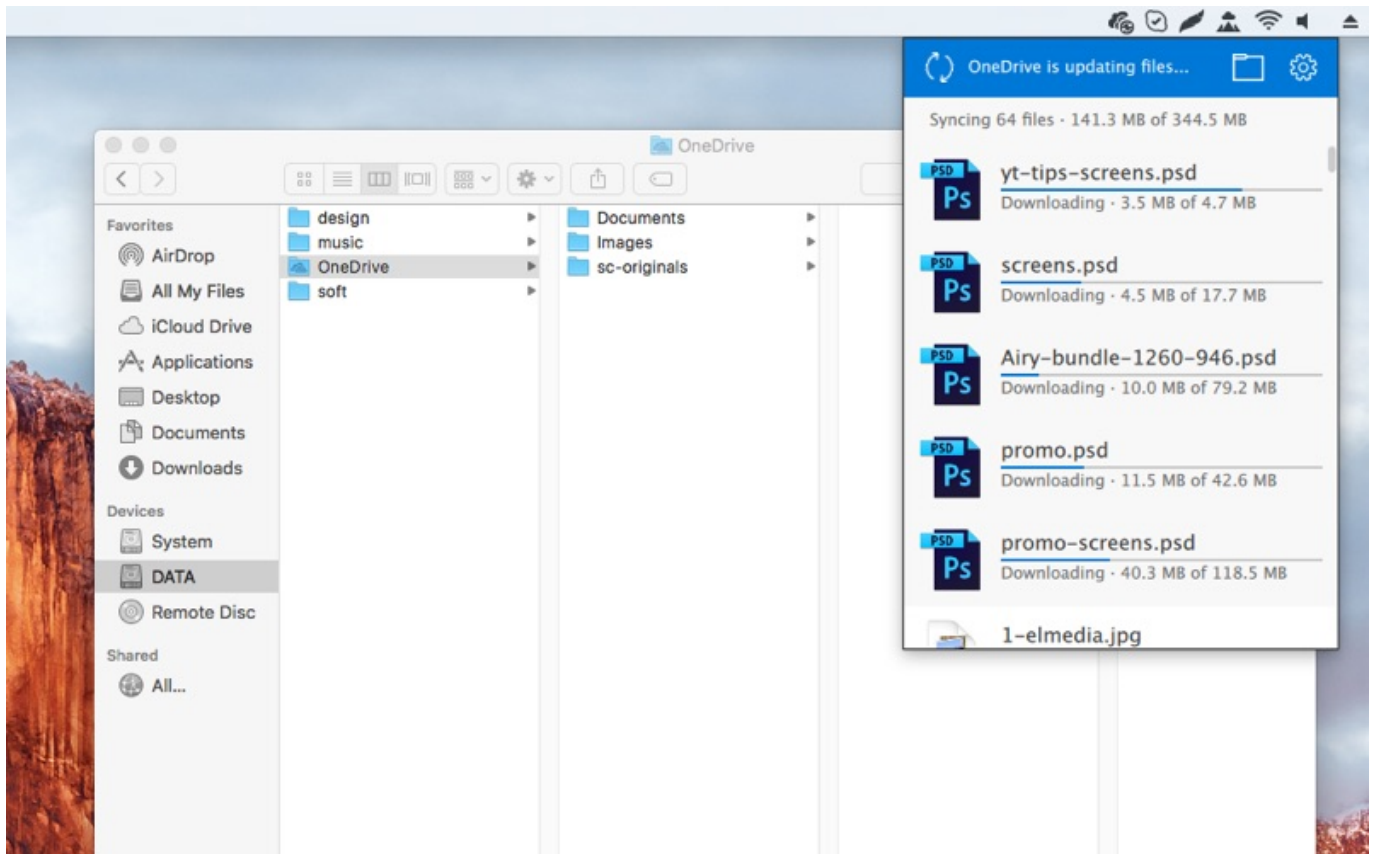 OneDrive is updating files...
Syncing 64 files · 141.3 MB of 344.5 MB
PSD
Ps
yt-tips-screens.psd
Downloading · 3.5 MB of 4.7 MB
PSD
Ps
screens.psd
Downloading · 4.5 MB of 17.7 MB
PSD
Ps
Airy-bundle-1260-946.psd
Downloading · 10.0 MB of 79.2 MB
PSD
Ps
promo.psd
Downloading · 11.5 MB of 42.6 MB
PSD
Ps
promo-screens.psd
Downloading · 40.3 MB of 118.5 MB
1-elmedia.jpg
OneDrive
Favorites
AirDrop
All My Files
iCloud Drive
Applications
Desktop
Documents
Downloads
Devices
System
DATA
Remote Disc
Shared
All...
design
music
OneDrive
soft
Documents
Images
sc-originals